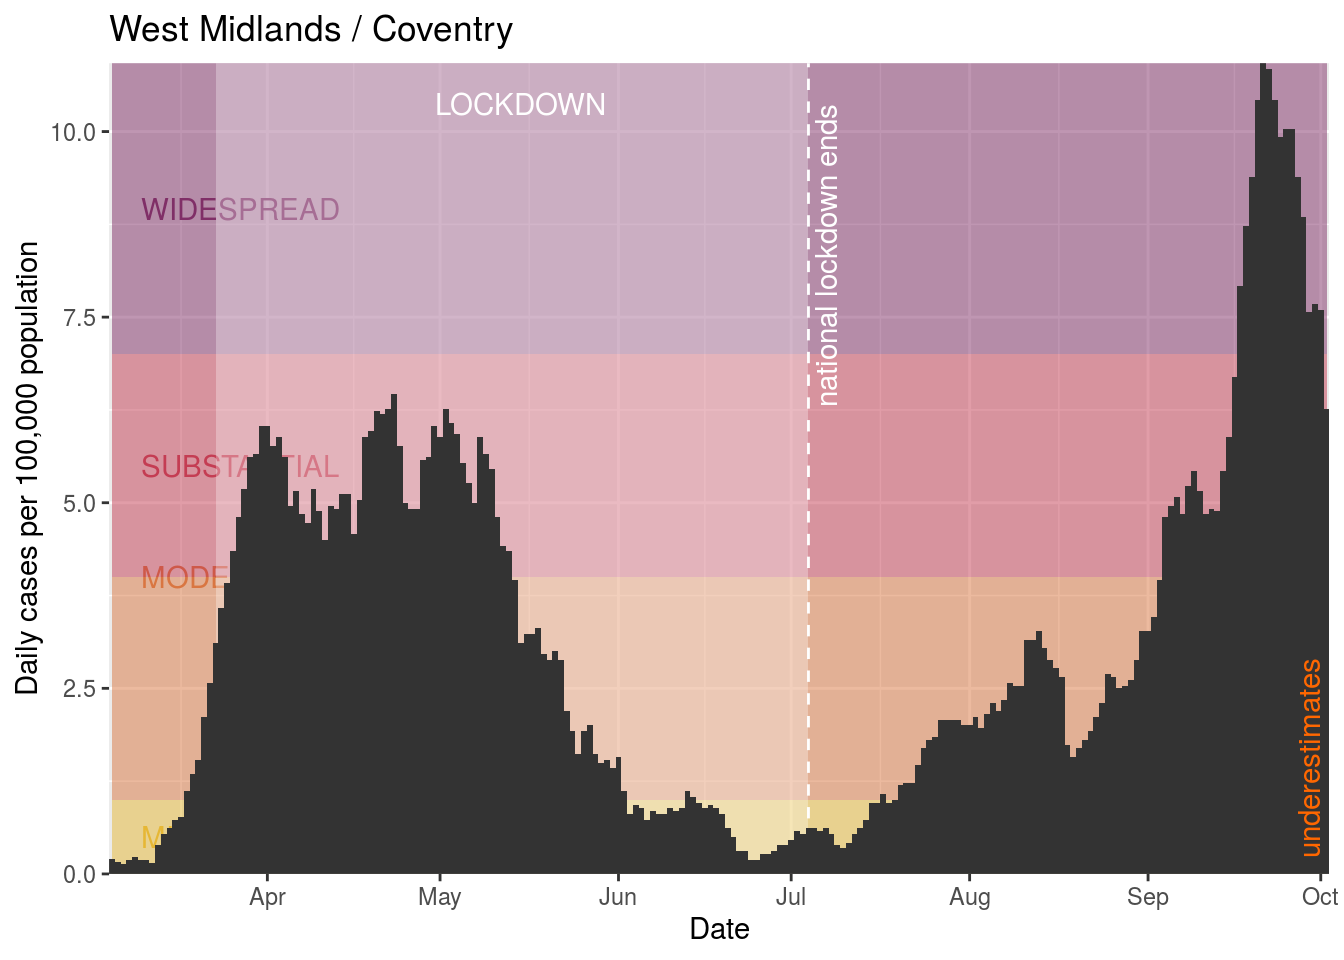 West Midlands / Coventry
LOCKDOWN
national lockdown ends
WIDESPREAD
SUBSTANTIAL
MODE
M
underestimates
Daily cases per 100,000 population
10.0
7.5
5.0
2.5
0.0
Apr May Jun Jul Aug Sep Oct
Date